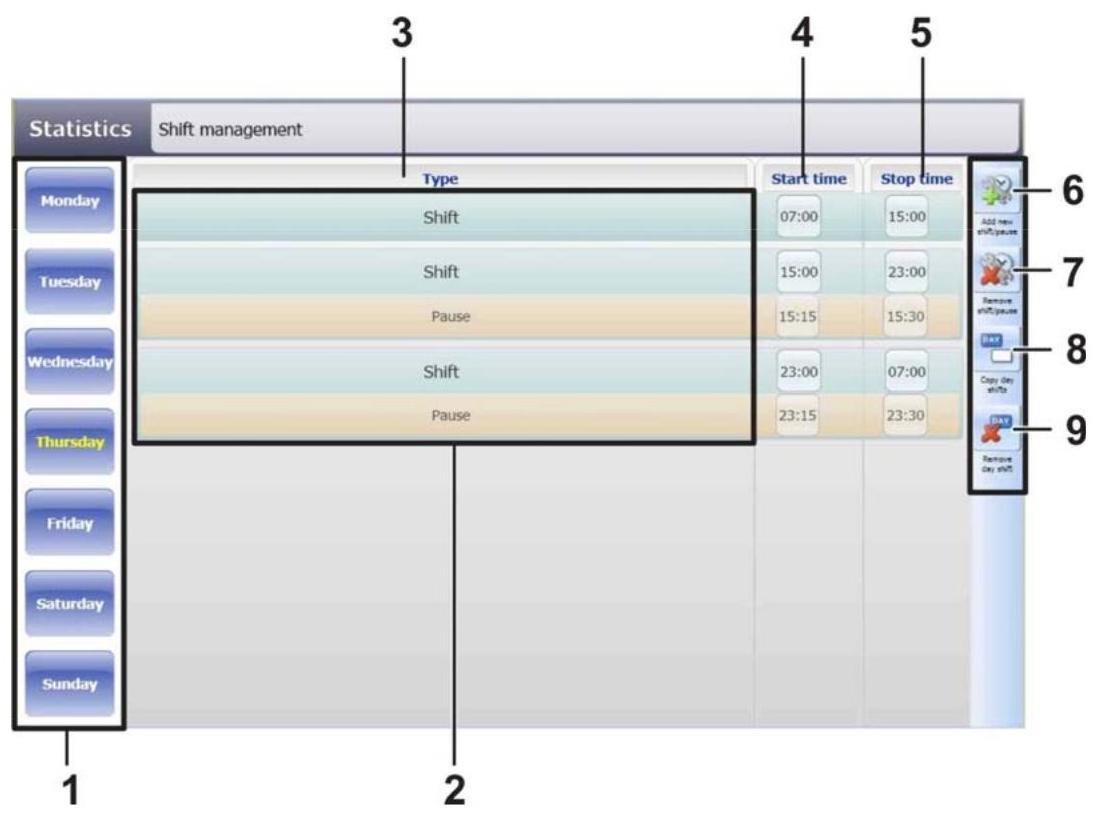 3 4 5
Statistics Shift management
Type Start time Stop time
Monday
Shift 07:00 15:00
6
Add new
shift/pause
Tuesday
Shift 15:00 23:00
7
Remove
shift/pause
Pause 15:15 15:30
Wednesday
Shift 23:00 07:00
DAY
8
Copy day
shifts
Thursday
Pause 23:15 23:30
DAY
9
Remove
day shift
Friday
Saturday
Sunday
1 2